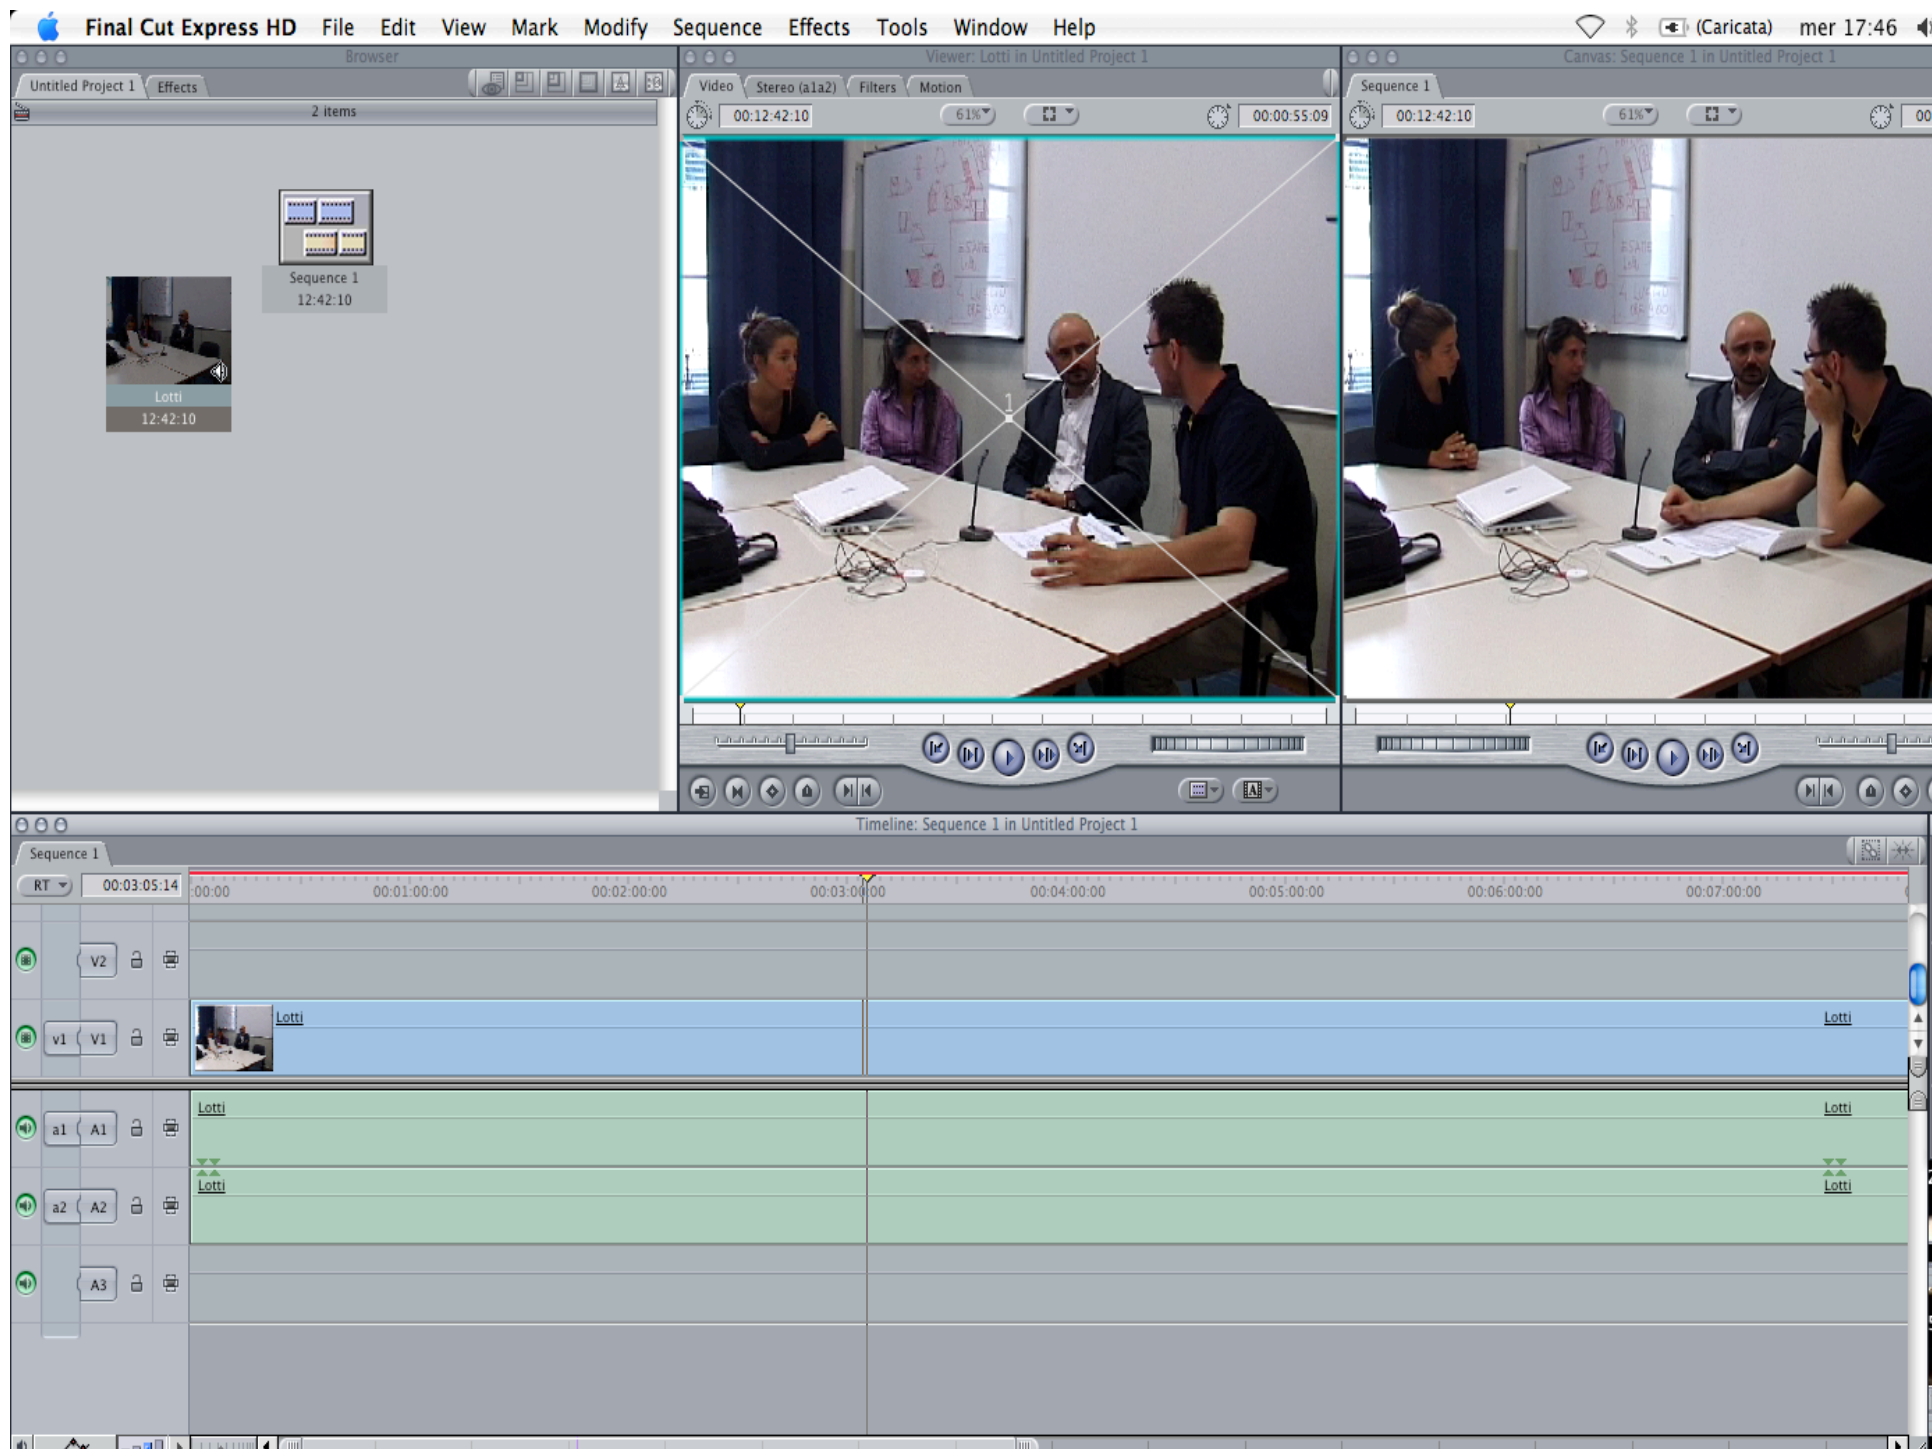 Final Cut Express HD File Edit View Mark Modify Sequence Effects Tools Window Help (Caricata) mer 17:46
Browser
Untitled Project 1 Effects
2 items
Sequence 1
12:42:10
Lotti
12:42:10
Viewer: Lotti in Untitled Project 1
Video Stereo (a1a2) Filters Motion
00:12:42:10 61% 00:00:55:09
1
Canvas: Sequence 1 in Untitled Project 1
Sequence 1
00:12:42:10 61% 00
Timeline: Sequence 1 in Untitled Project 1
Sequence 1
RT 00:03:05:14 :00:00 00:01:00:00 00:02:00:00 00:03:00:00 00:04:00:00 00:05:00:00 00:06:00:00 00:07:00:00
V2
v1 V1 Lotti Lotti
a1 A1 Lotti Lotti
a2 A2 Lotti Lotti
A3